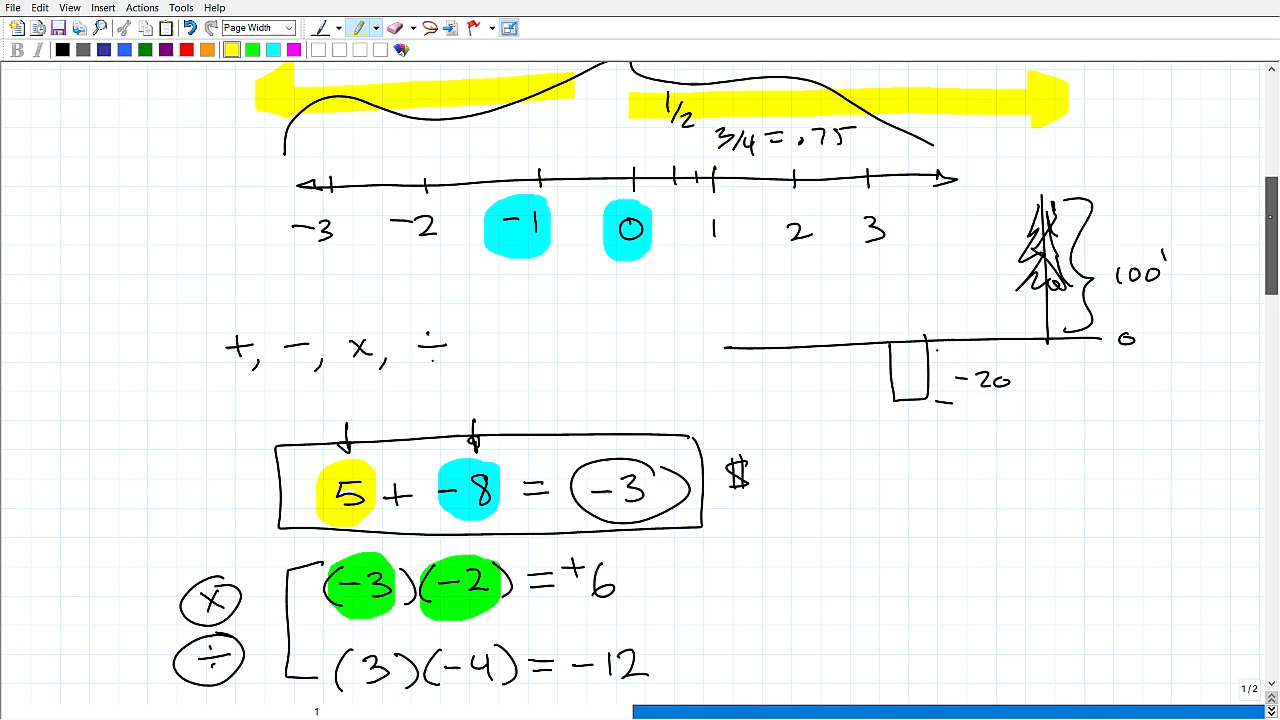 File Edit View Insert Actions Tools Help
Page Width
B I
1/2
3/4 = .75
-3 -2 -1 0 1 2 3
100'
+, -, x, ÷
0
-20
5 + -8 = -3 $
x (-3)(-2) = +6
÷ (3)(-4) = -12
1/2
1